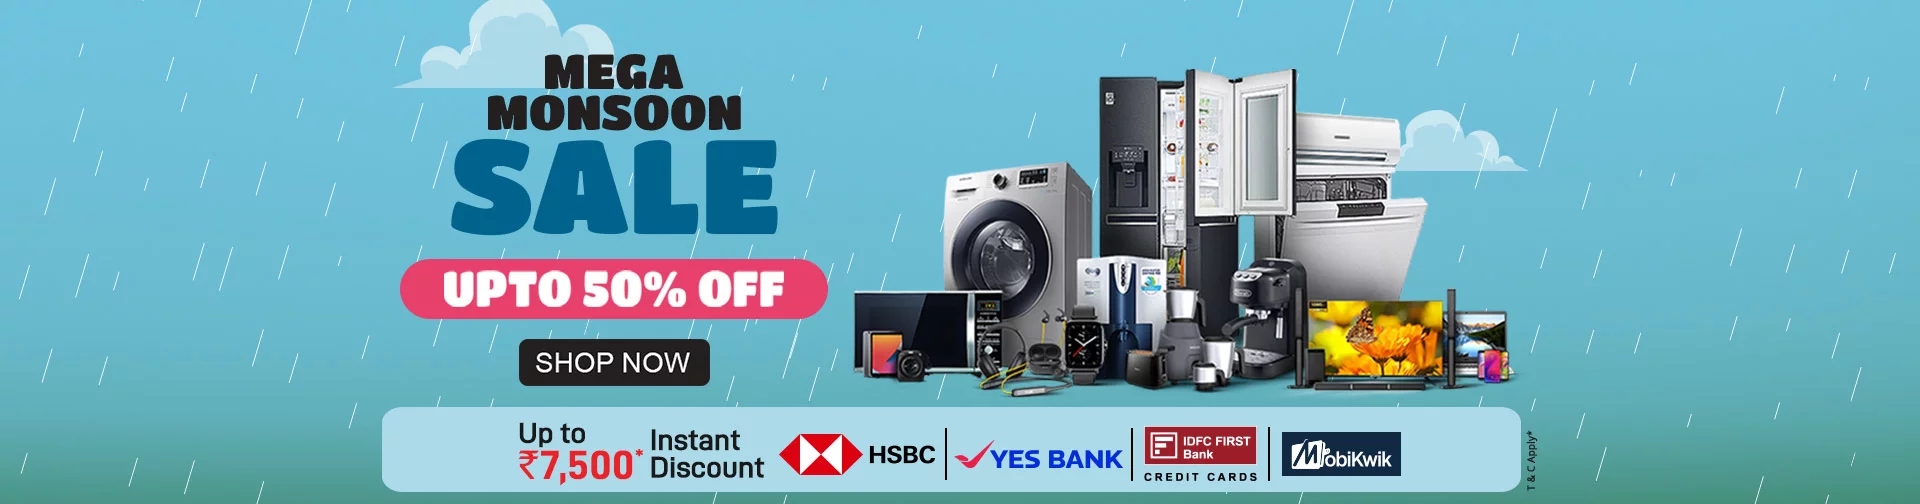 MEGA
MONSOON
SALE
UPTO 50% OFF
SHOP NOW
Up to
₹7,500*
Instant
Discount
HSBC
YES BANK
IDFC FIRST
Bank
CREDIT CARDS
MobiKwik
T & C Apply*